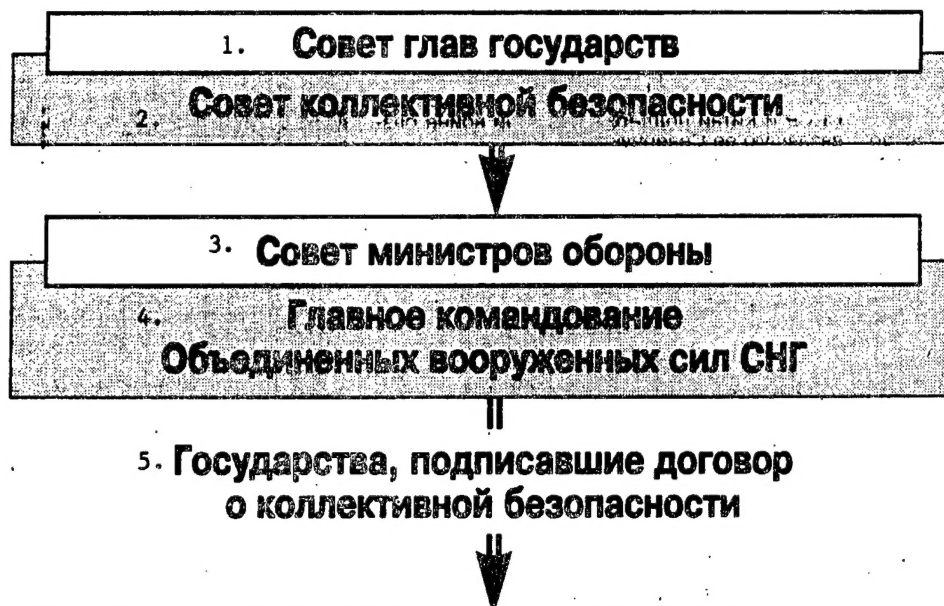 1. Совет глав государств
2. Совет коллективной безопасности
3. Совет министров обороны
4. Главное командование
Объединенных вооруженных сил СНГ
5. Государства, подписавшие договор
о коллективной безопасности